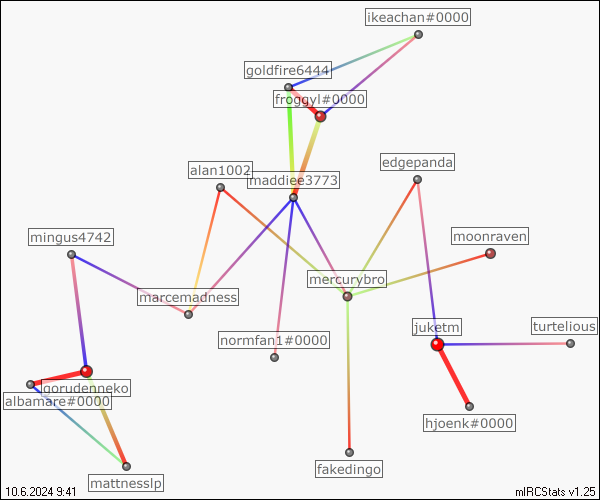 ikeachan#0000
goldfire6444
froggyl#0000
edgepanda
alan1002
maddiee3773
mingus4742
moonraven
mercurybro
marcemadness
juketm
turtelious
normfan1#0000
gorudenneko
albamare#0000
hjoenk#0000
fakedingo
mattnesslp
10.6.2024 9:41
mIRCStats v1.25